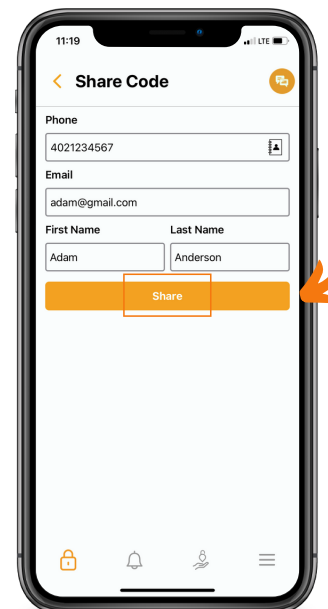 11:19
LTE
Share Code
Phone
4021234567
Email
adam@gmail.com
First Name Last Name
Adam Anderson
Share